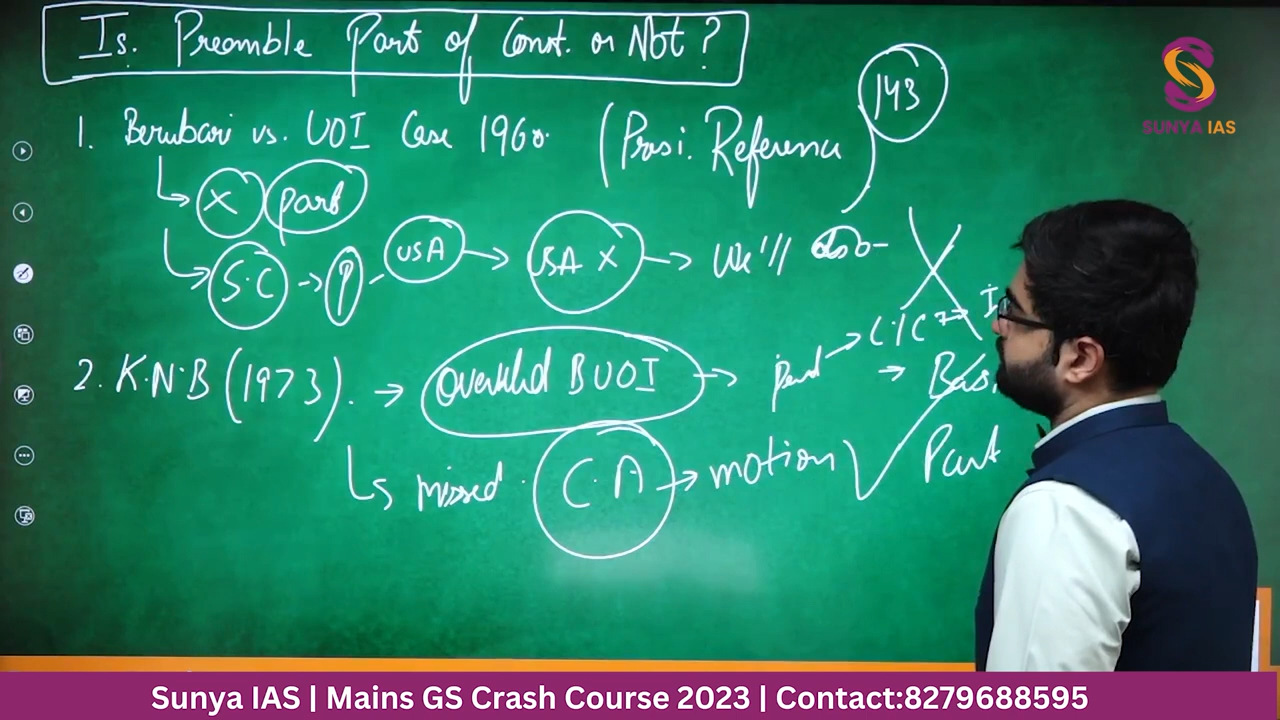 Is. Preamble Part of Const. or Not?
143
SUNYA IAS
1. Berubari vs. UOI Case 1960. (Presi. Reference
X part
S.C → P - USA → USA X → We'll also - X
2. K.N.B (1973). → Overruled BUOI →
→ Basi
↳ missed. C.A → motion ✓ Part
Sunya IAS | Mains GS Crash Course 2023 | Contact:8279688595